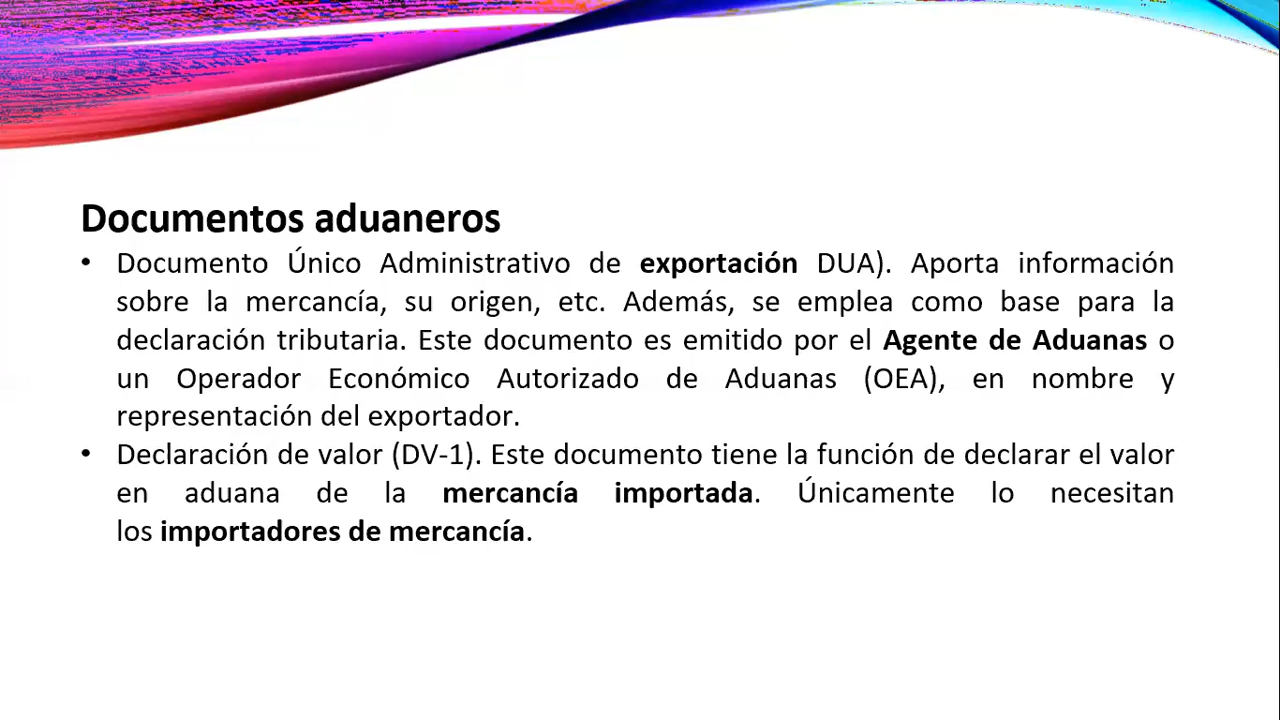 Documentos aduaneros
• Documento Único Administrativo de exportación DUA). Aporta información
sobre la mercancía, su origen, etc. Además, se emplea como base para la
declaración tributaria. Este documento es emitido por el Agente de Aduanas o
un Operador Económico Autorizado de Aduanas (OEA), en nombre y
representación del exportador.
• Declaración de valor (DV-1). Este documento tiene la función de declarar el valor
en aduana de la mercancía importada. Únicamente lo necesitan
los importadores de mercancía.